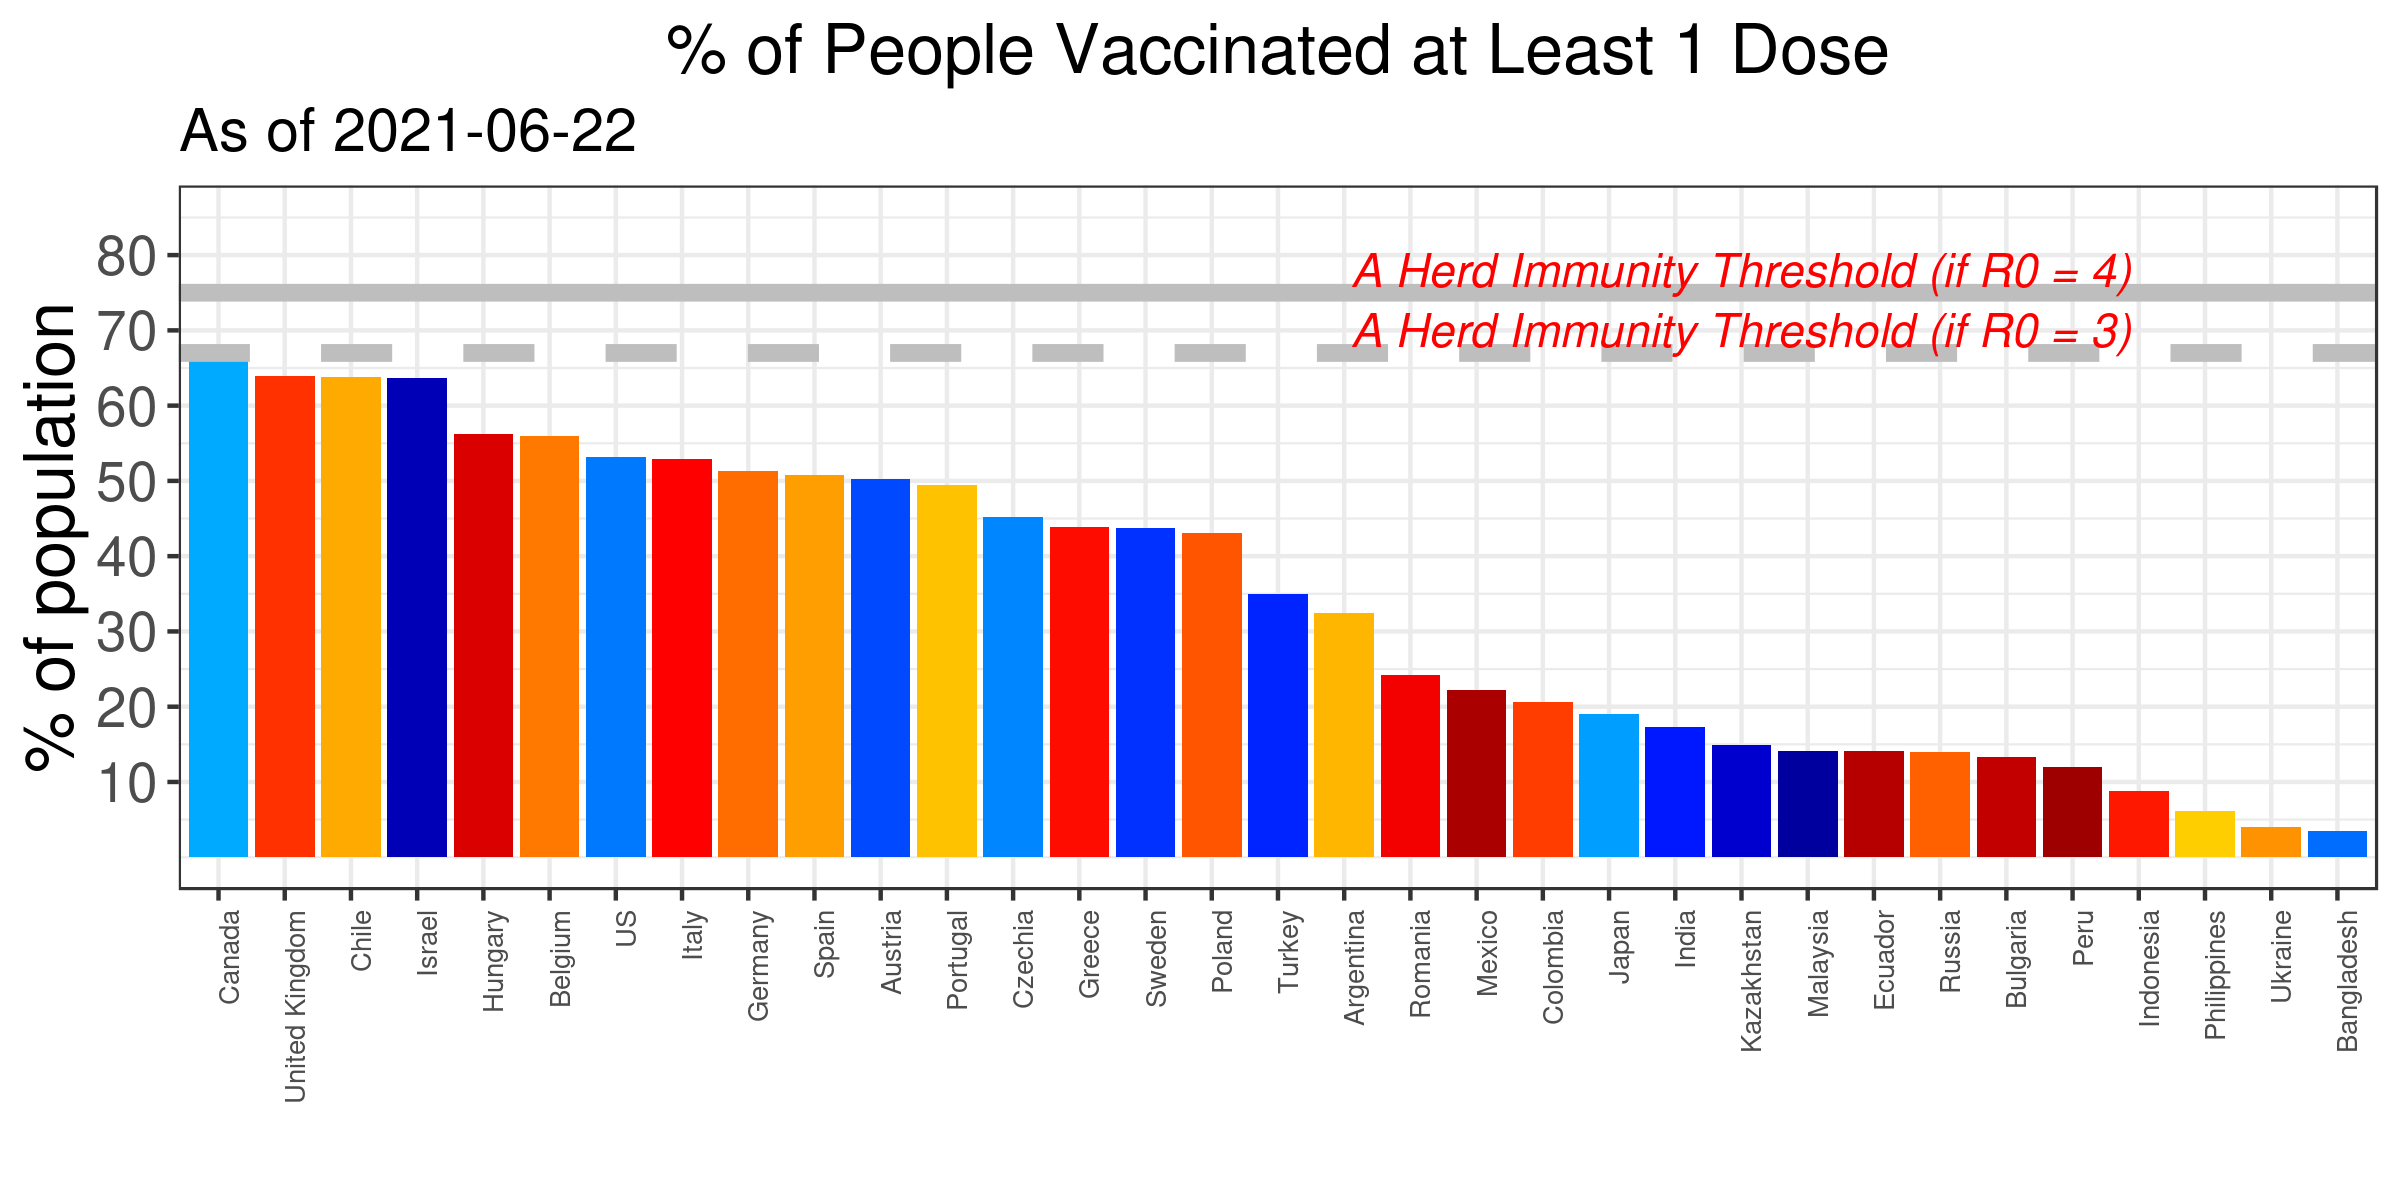 % of People Vaccinated at Least 1 Dose
As of 2021-06-22
% of population
80
70
60
50
40
30
20
10
A Herd Immunity Threshold (if R0 = 4)
A Herd Immunity Threshold (if R0 = 3)
Canada
United Kingdom
Chile
Israel
Hungary
Belgium
US
Italy
Germany
Spain
Austria
Portugal
Czechia
Greece
Sweden
Poland
Turkey
Argentina
Romania
Mexico
Colombia
Japan
India
Kazakhstan
Malaysia
Ecuador
Russia
Bulgaria
Peru
Indonesia
Philippines
Ukraine
Bangladesh